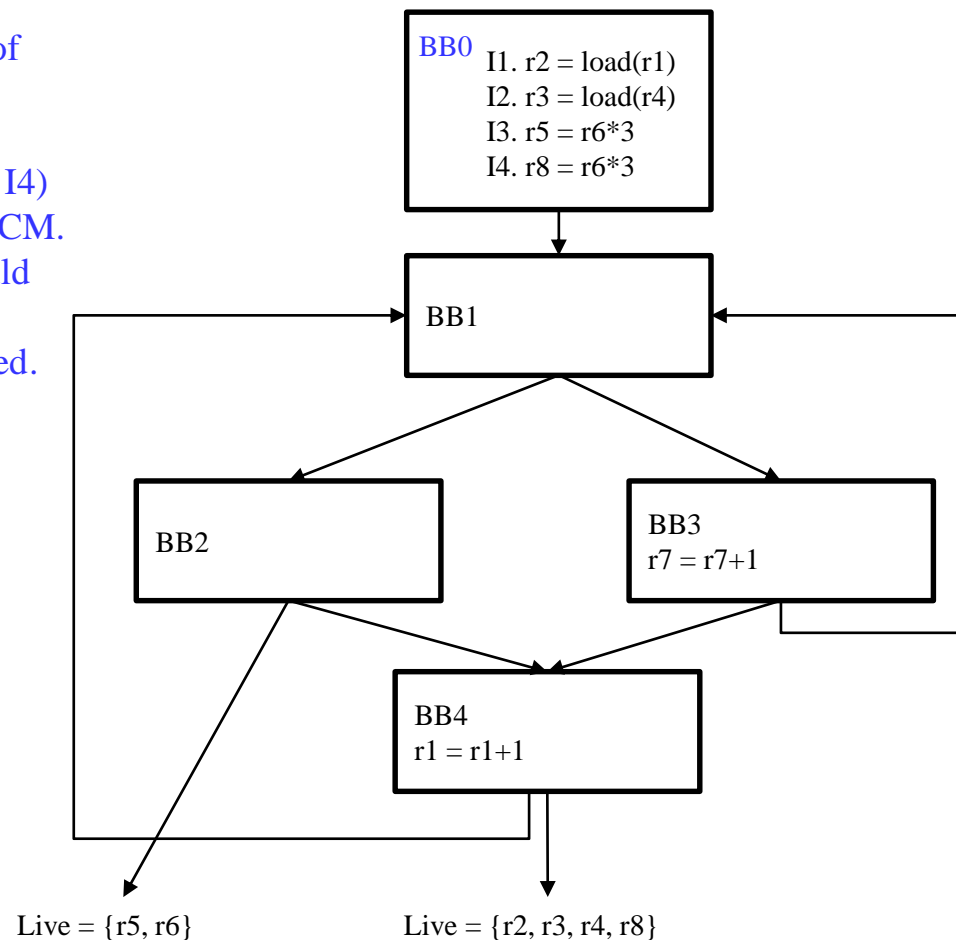 of
I4)
CM.
ld
ed.
BB0
I1. r2 = load(r1)
I2. r3 = load(r4)
I3. r5 = r6*3
I4. r8 = r6*3
BB1
BB2
BB3
r7 = r7+1
BB4
r1 = r1+1
Live = {r5, r6}
Live = {r2, r3, r4, r8}